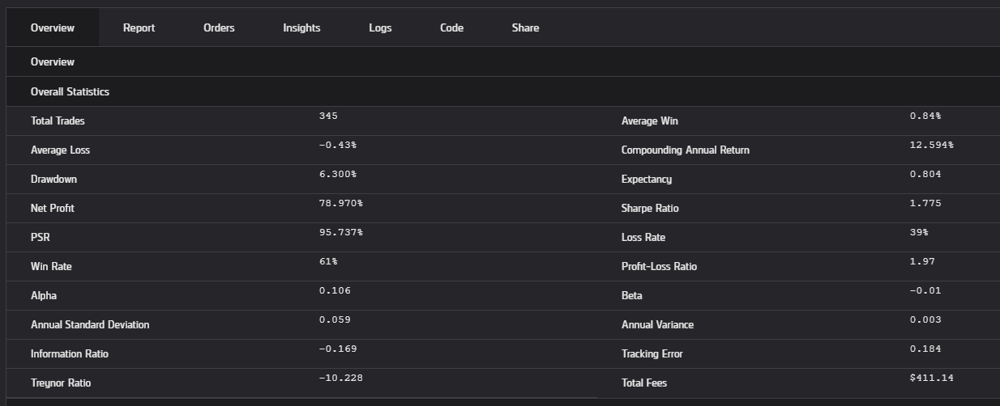 Overview Report Orders Insights Logs Code Share
Overview
Overall Statistics
Total Trades 345 Average Win 0.84%
Average Loss -0.43% Compounding Annual Return 12.594%
Drawdown 6.300% Expectancy 0.804
Net Profit 78.970% Sharpe Ratio 1.775
PSR 95.737% Loss Rate 39%
Win Rate 61% Profit-Loss Ratio 1.97
Alpha 0.106 Beta -0.01
Annual Standard Deviation 0.059 Annual Variance 0.003
Information Ratio -0.169 Tracking Error 0.184
Treynor Ratio -10.228 Total Fees $411.14